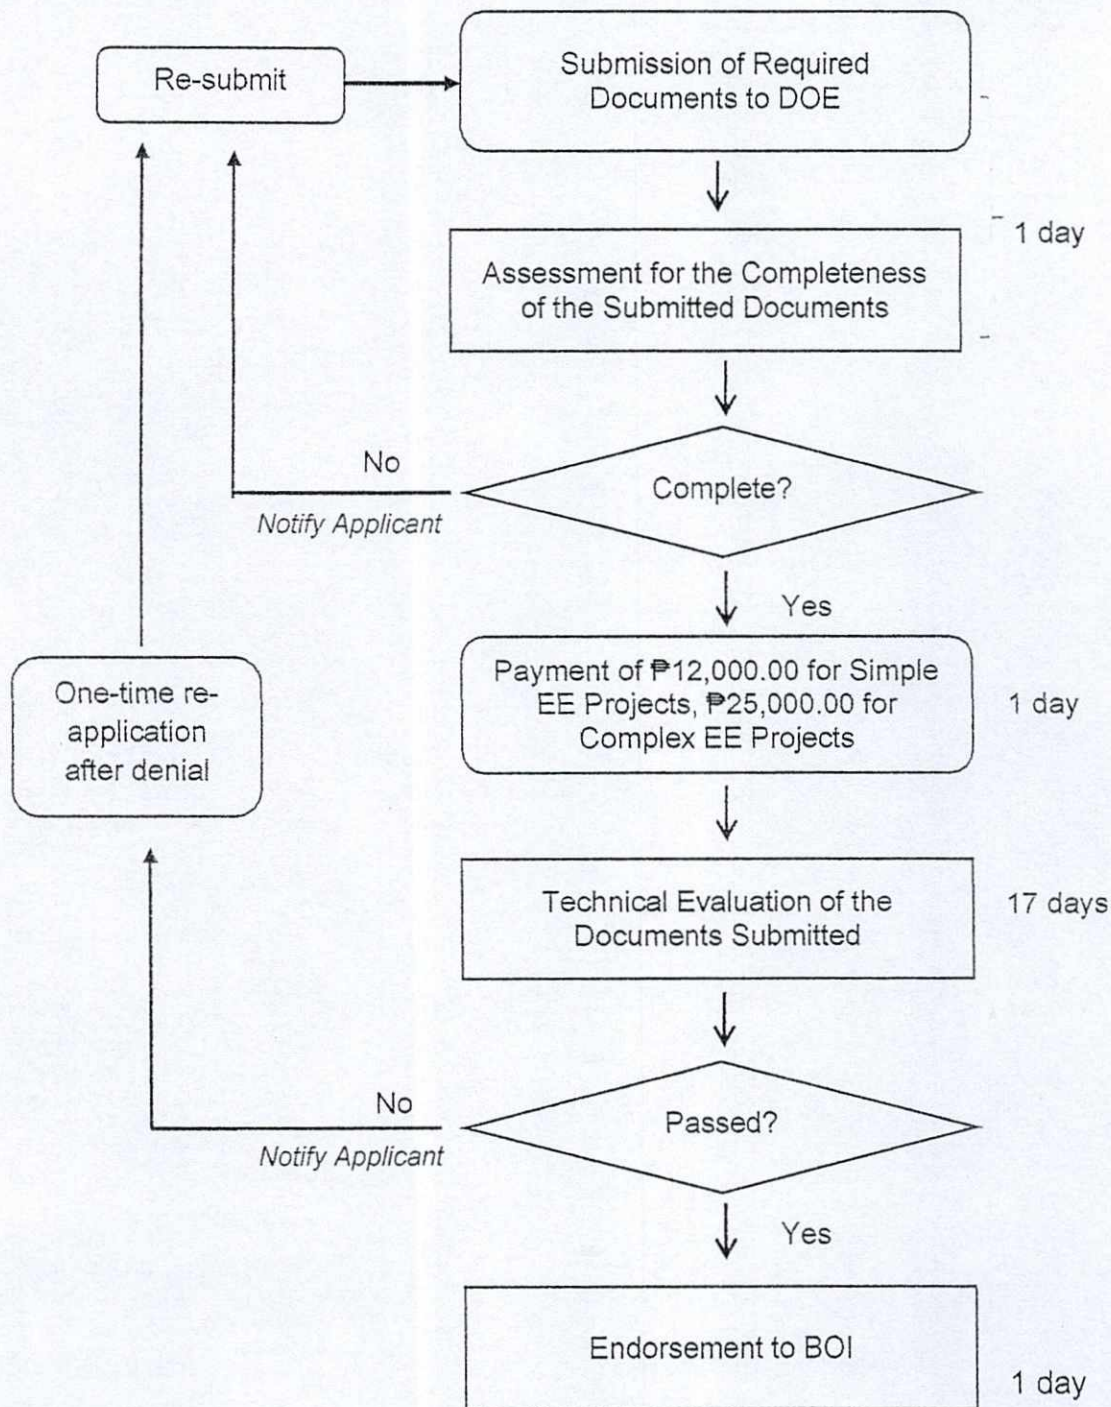 Re-submit
Submission of Required
Documents to DOE
1 day
Assessment for the Completeness
of the Submitted Documents
No
Complete?
Notify Applicant
Yes
One-time re-
application
after denial
Payment of ₱12,000.00 for Simple
EE Projects, ₱25,000.00 for
Complex EE Projects
1 day
Technical Evaluation of the
Documents Submitted
17 days
No
Passed?
Notify Applicant
Yes
Endorsement to BOI
1 day